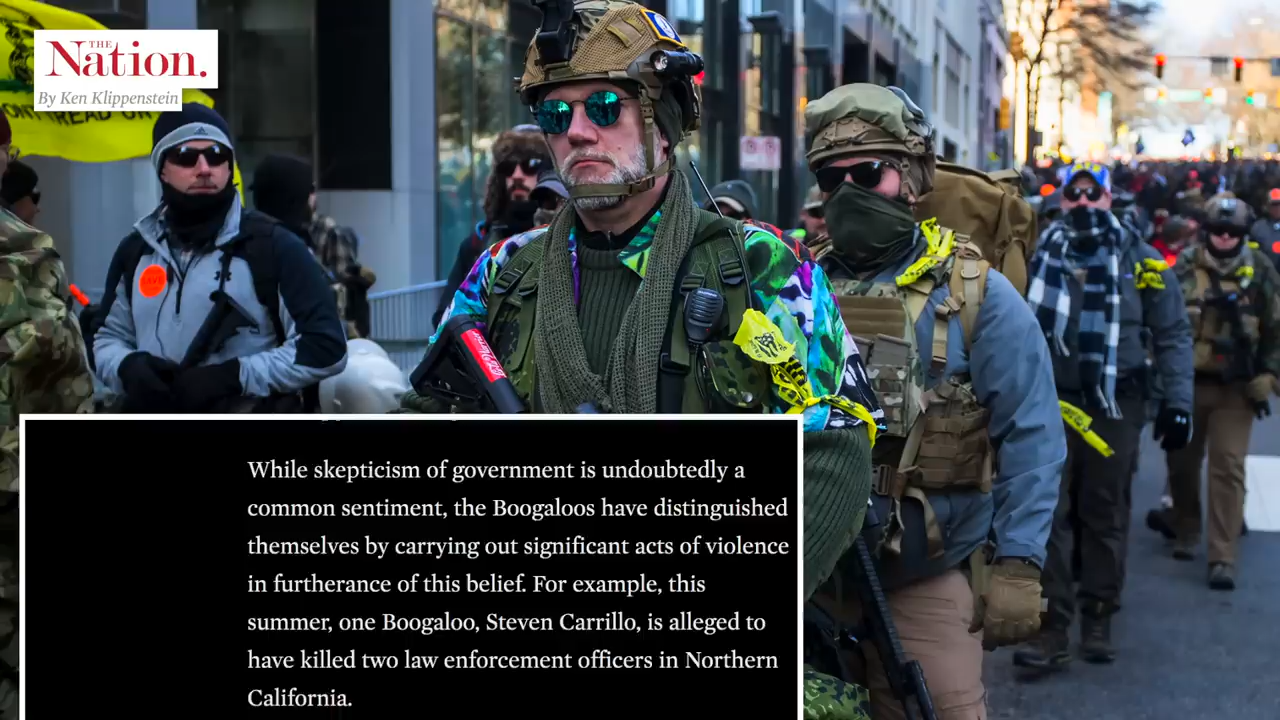 THE
Nation.
By Ken Klippenstein
While skepticism of government is undoubtedly a
common sentiment, the Boogaloos have distinguished
themselves by carrying out significant acts of violence
in furtherance of this belief. For example, this
summer, one Boogaloo, Steven Carrillo, is alleged to
have killed two law enforcement officers in Northern
California.